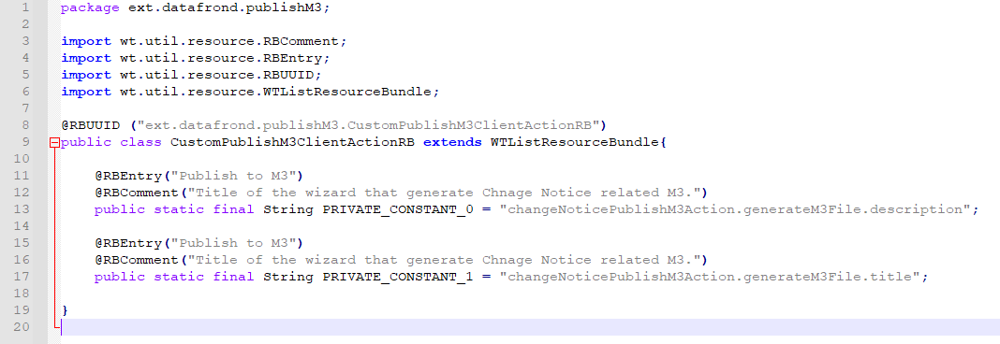 1 package ext.datafrond.publishM3;
2
3 import wt.util.resource.RBComment;
4 import wt.util.resource.RBEntry;
5 import wt.util.resource.RBUUID;
6 import wt.util.resource.WTListResourceBundle;
7
8 @RBUUID ("ext.datafrond.publishM3.CustomPublishM3ClientActionRB")
9 public class CustomPublishM3ClientActionRB extends WTListResourceBundle{
10
11 @RBEntry("Publish to M3")
12 @RBComment("Title of the wizard that generate Chnage Notice related M3.")
13 public static final String PRIVATE_CONSTANT_0 = "changeNoticePublishM3Action.generateM3File.description";
14
15 @RBEntry("Publish to M3")
16 @RBComment("Title of the wizard that generate Chnage Notice related M3.")
17 public static final String PRIVATE_CONSTANT_1 = "changeNoticePublishM3Action.generateM3File.title";
18
19 }
20